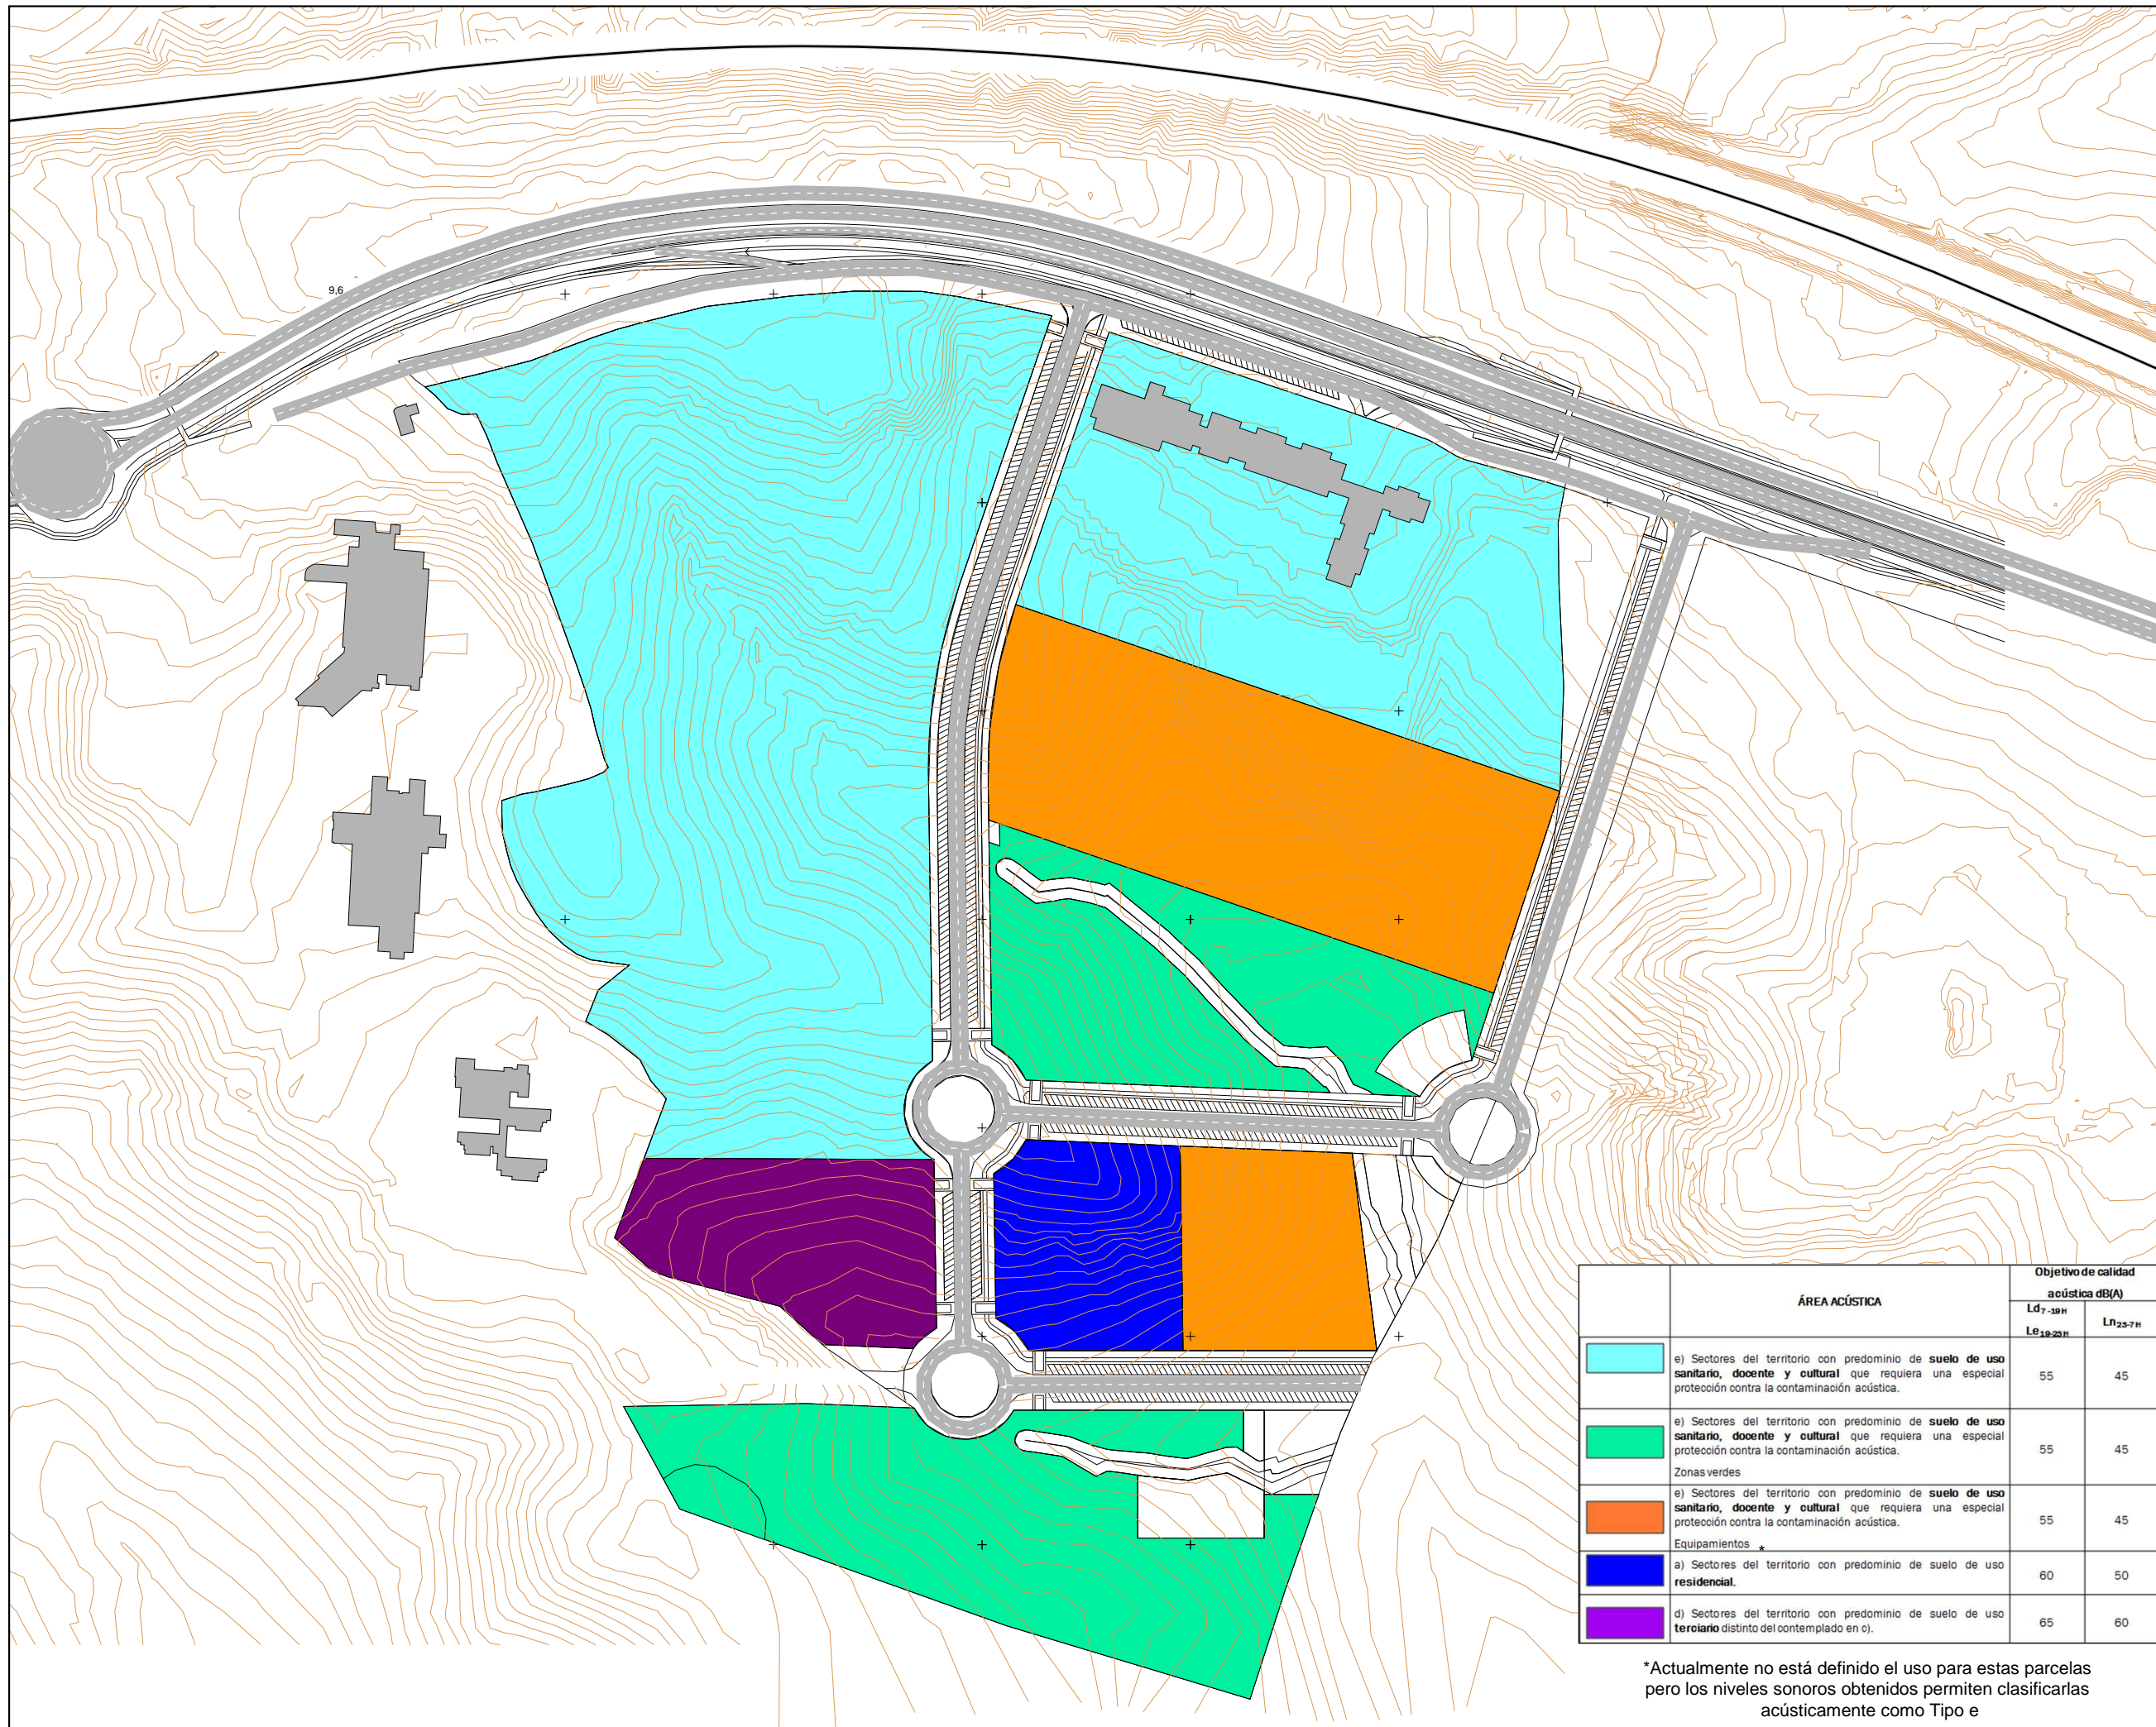 9,6
ÁREA ACÚSTICA
Objetivo de calidad
acústica dB(A)
Ld7-19H
Le19-23H
Ln23-7H
e) Sectores del territorio con predominio de suelo de uso
sanitario, docente y cultural que requiera una especial
protección contra la contaminación acústica.
55
45
e) Sectores del territorio con predominio de suelo de uso
sanitario, docente y cultural que requiera una especial
protección contra la contaminación acústica.
Zonas verdes
55
45
e) Sectores del territorio con predominio de suelo de uso
sanitario, docente y cultural que requiera una especial
protección contra la contaminación acústica.
Equipamientos *
55
45
a) Sectores del territorio con predominio de suelo de uso
residencial.
60
50
d) Sectores del territorio con predominio de suelo de uso
terciario distinto del contemplado en c).
65
60
*Actualmente no está definido el uso para estas parcelas
pero los niveles sonoros obtenidos permiten clasificarlas
acústicamente como Tipo e